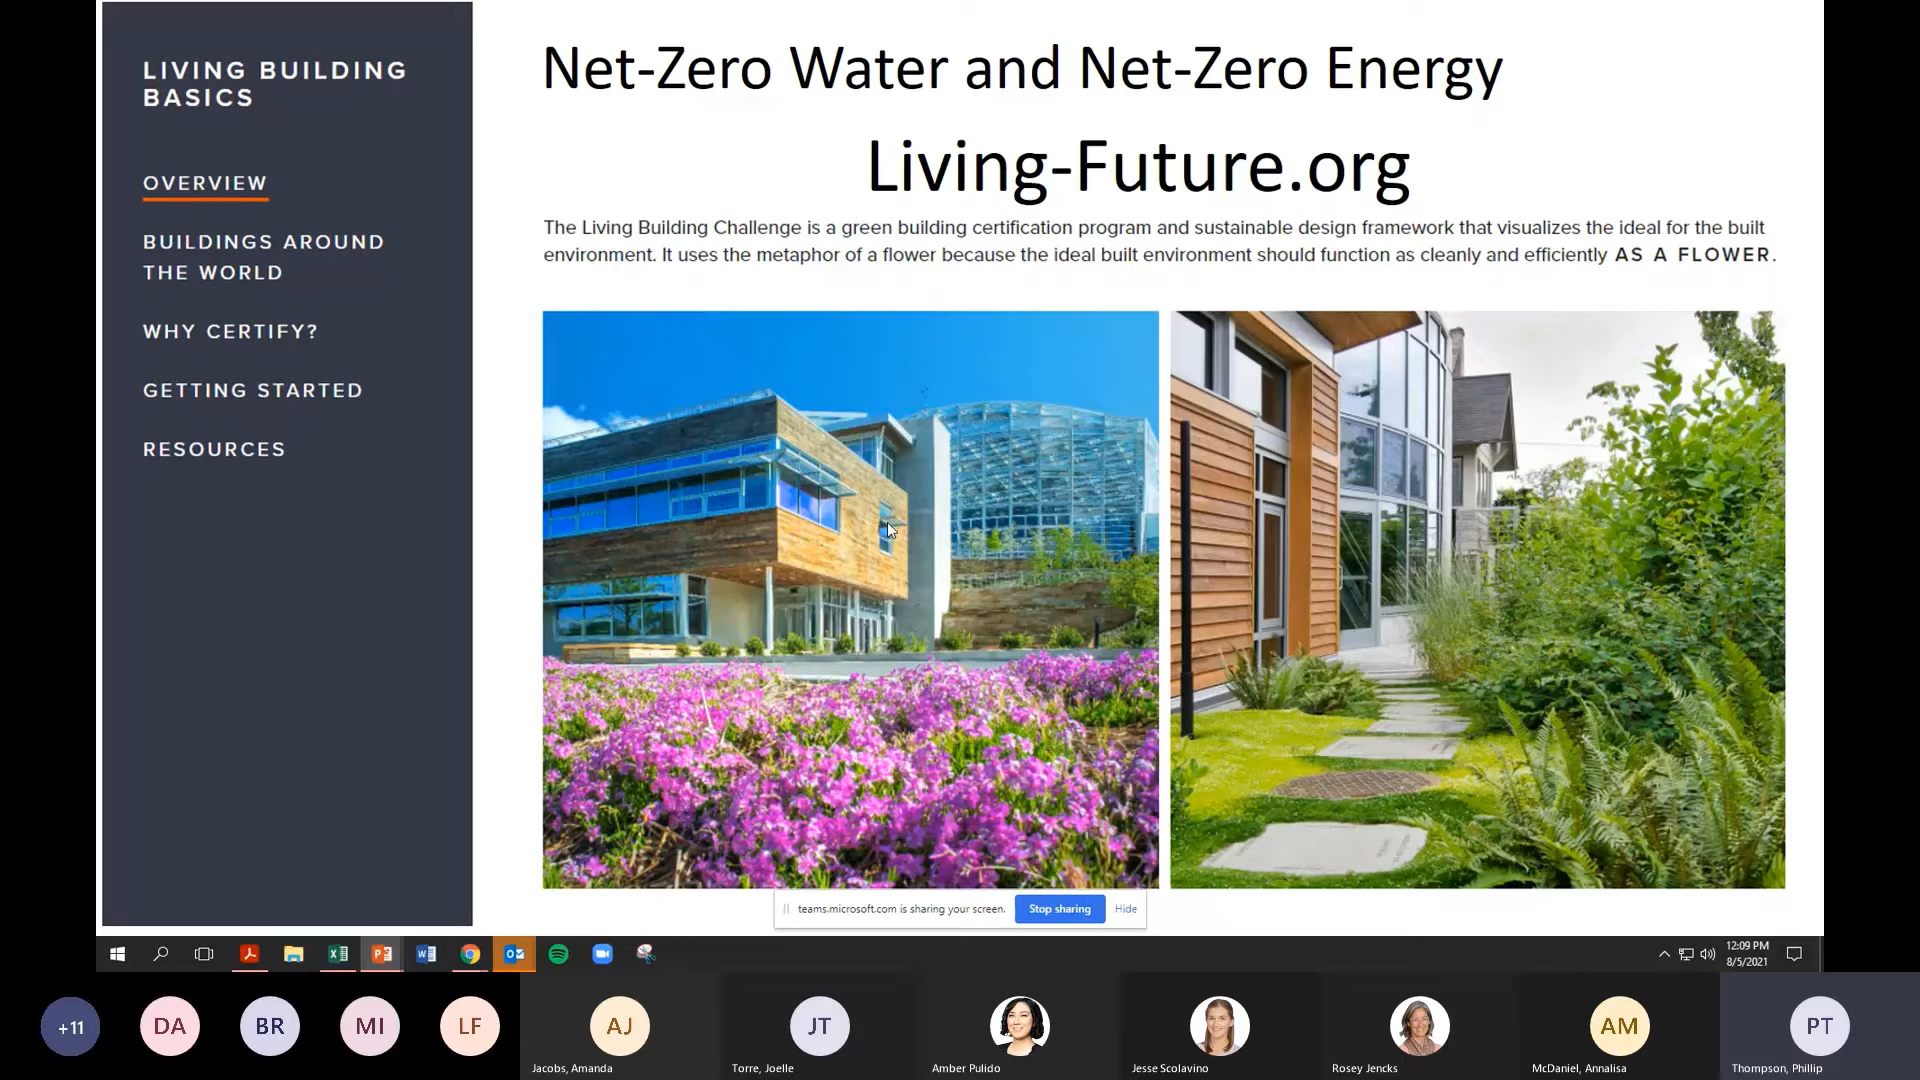 LIVING BUILDING
BASICS
OVERVIEW
BUILDINGS AROUND
THE WORLD
WHY CERTIFY?
GETTING STARTED
RESOURCES
Net-Zero Water and Net-Zero Energy
Living-Future.org
The Living Building Challenge is a green building certification program and sustainable design framework that visualizes the ideal for the built
environment. It uses the metaphor of a flower because the ideal built environment should function as cleanly and efficiently AS A FLOWER.
teams.microsoft.com is sharing your screen. Stop sharing Hide
12:09 PM
8/5/2021
+11 DA BR MI LF AJ JT AM PT
Jacobs, Amanda Torre, Joelle Amber Pulido Jesse Scolavino Rosey Jencks McDaniel, Annalisa Thompson, Phillip